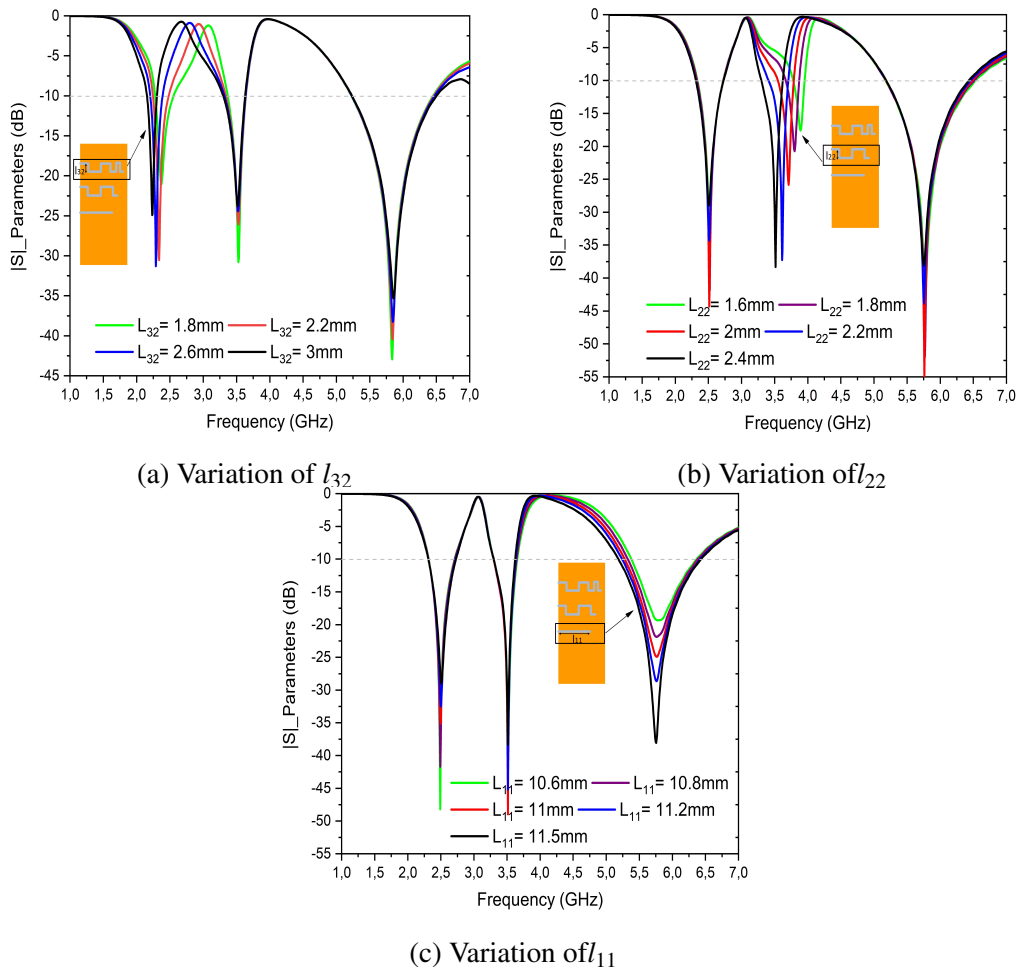 0
-5
-10
-15
-20
-25
-30
-35
-40
-45
|S|_Parameters (dB)
l32
L32= 1.8mm
L32= 2.2mm
L32= 2.6mm
L32= 3mm
1,0 1,5 2,0 2,5 3,0 3,5 4,0 4,5 5,0 5,5 6,0 6,5 7,0
Frequency (GHz)
(a) Variation of l32
0
-5
-10
-15
-20
-25
-30
-35
-40
-45
-50
-55
|S|_Parameters (dB)
l22
L22= 1.6mm
L22= 1.8mm
L22= 2mm
L22= 2.2mm
L22= 2.4mm
1,0 1,5 2,0 2,5 3,0 3,5 4,0 4,5 5,0 5,5 6,0 6,5 7,0
Frequency (GHz)
(b) Variation ofl22
0
-5
-10
-15
-20
-25
-30
-35
-40
-45
-50
-55
|S|_Parameters (dB)
l11
L11= 10.6mm
L11= 10.8mm
L11= 11mm
L11= 11.2mm
L11= 11.5mm
1,0 1,5 2,0 2,5 3,0 3,5 4,0 4,5 5,0 5,5 6,0 6,5 7,0
Frequency (GHz)
(c) Variation ofl11